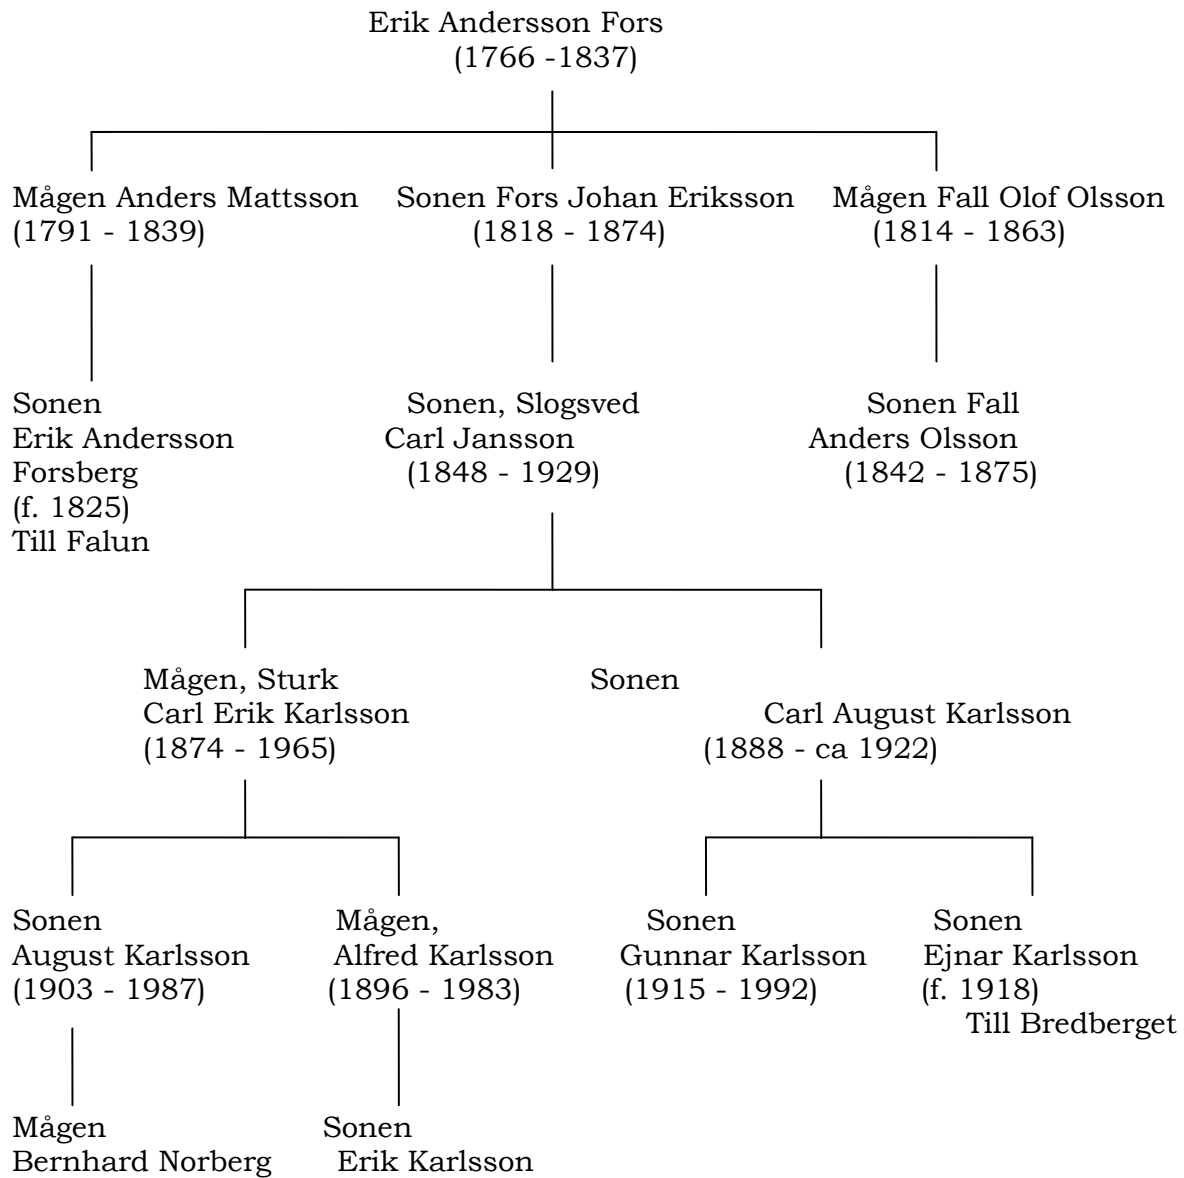 Erik Andersson Fors
(1766 -1837)
Mågen Anders Mattsson
(1791 - 1839)
Sonen Fors Johan Eriksson
(1818 - 1874)
Mågen Fall Olof Olsson
(1814 - 1863)
Sonen
Erik Andersson
Forsberg
(f. 1825)
Till Falun
Sonen, Slogsved
Carl Jansson
(1848 - 1929)
Sonen Fall
Anders Olsson
(1842 - 1875)
Mågen, Sturk
Carl Erik Karlsson
(1874 - 1965)
Sonen
Carl August Karlsson
(1888 - ca 1922)
Sonen
August Karlsson
(1903 - 1987)
Mågen,
Alfred Karlsson
(1896 - 1983)
Sonen
Gunnar Karlsson
(1915 - 1992)
Sonen
Ejnar Karlsson
(f. 1918)
Till Bredberget
Mågen
Bernhard Norberg
Sonen
Erik Karlsson